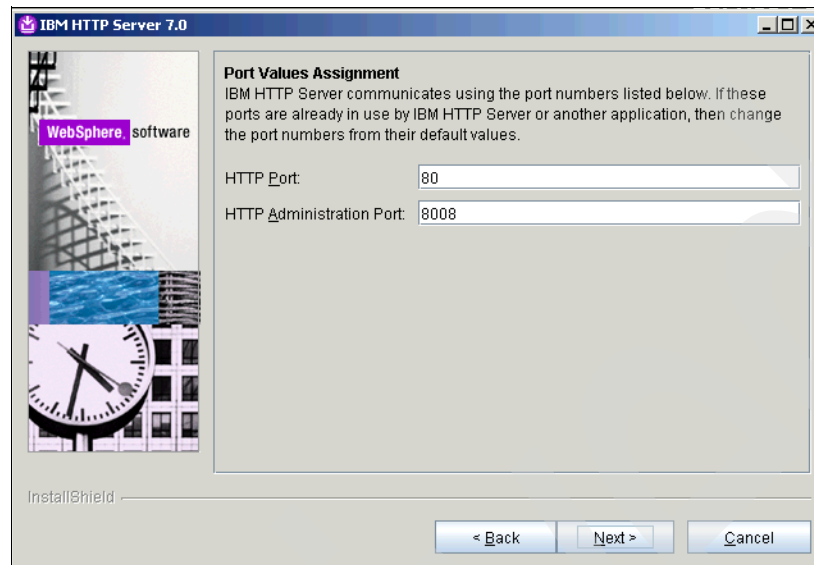 IBM HTTP Server 7.0
WebSphere. software
Port Values Assignment
IBM HTTP Server communicates using the port numbers listed below. If these
ports are already in use by IBM HTTP Server or another application, then change
the port numbers from their default values.
HTTP Port: 80
HTTP Administration Port: 8008
InstallShield
< Back Next > Cancel